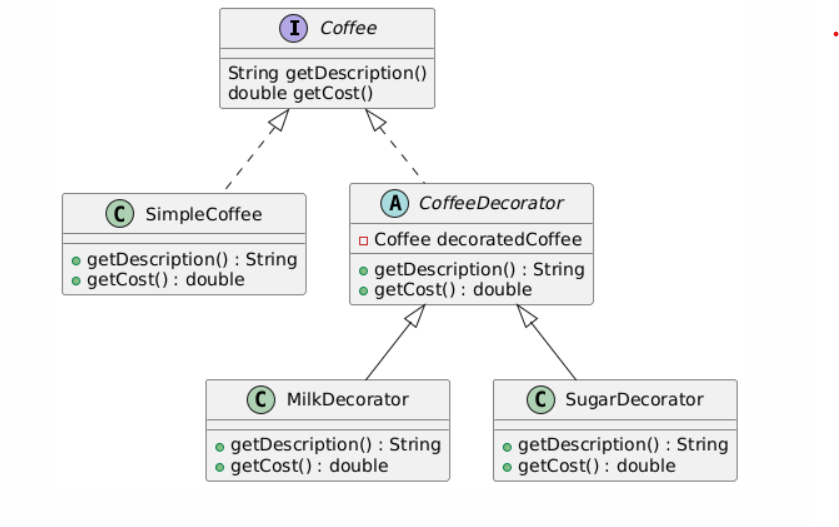 I Coffee
String getDescription()
double getCost()
C SimpleCoffee
getDescription() : String
getCost() : double
A CoffeeDecorator
Coffee decoratedCoffee
getDescription() : String
getCost() : double
C MilkDecorator
getDescription() : String
getCost() : double
C SugarDecorator
getDescription() : String
getCost() : double